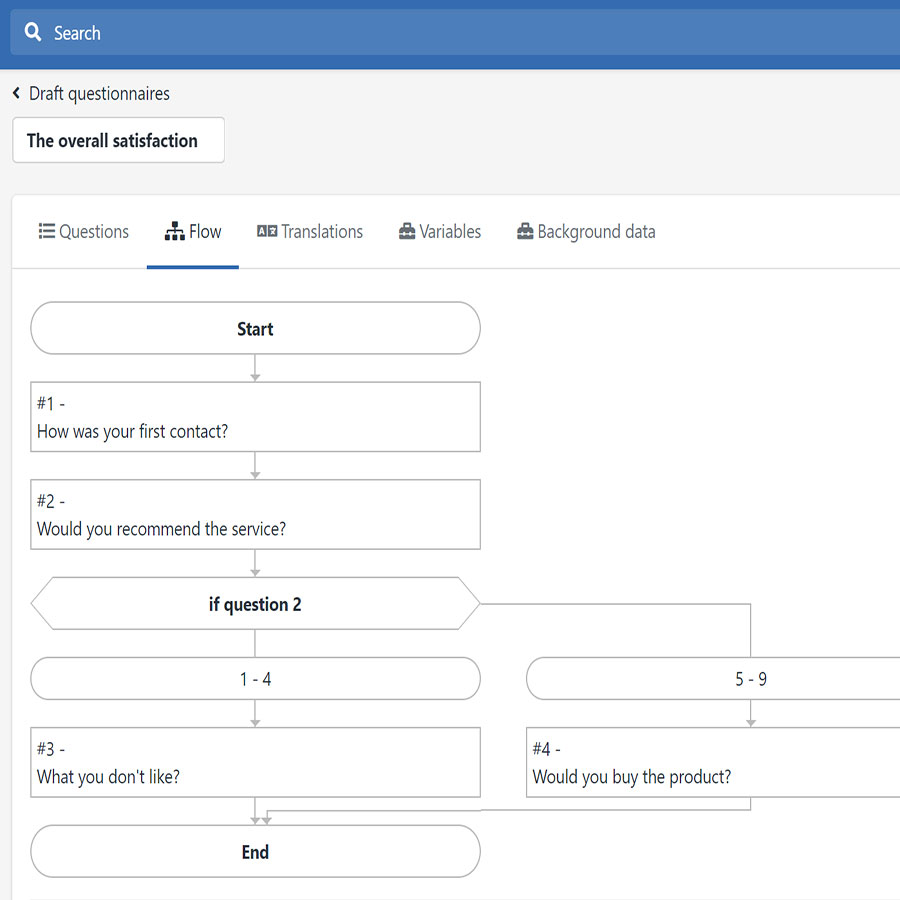 Search
Draft questionnaires
The overall satisfaction
Questions Flow Translations Variables Background data
Start
#1 -
How was your first contact?
#2 -
Would you recommend the service?
if question 2
1 - 4
5 - 9
#3 -
What you don't like?
#4 -
Would you buy the product?
End